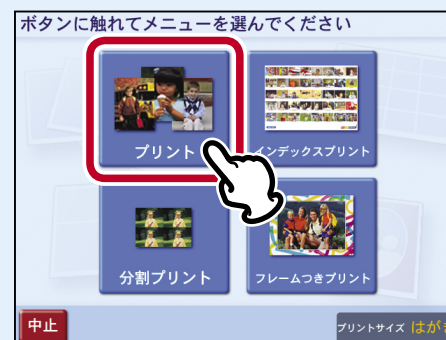 ボタンに触れてメニューを選んでください
プリント
インデックスプリント
分割プリント
フレームつきプリント
中止
プリントサイズ はがき